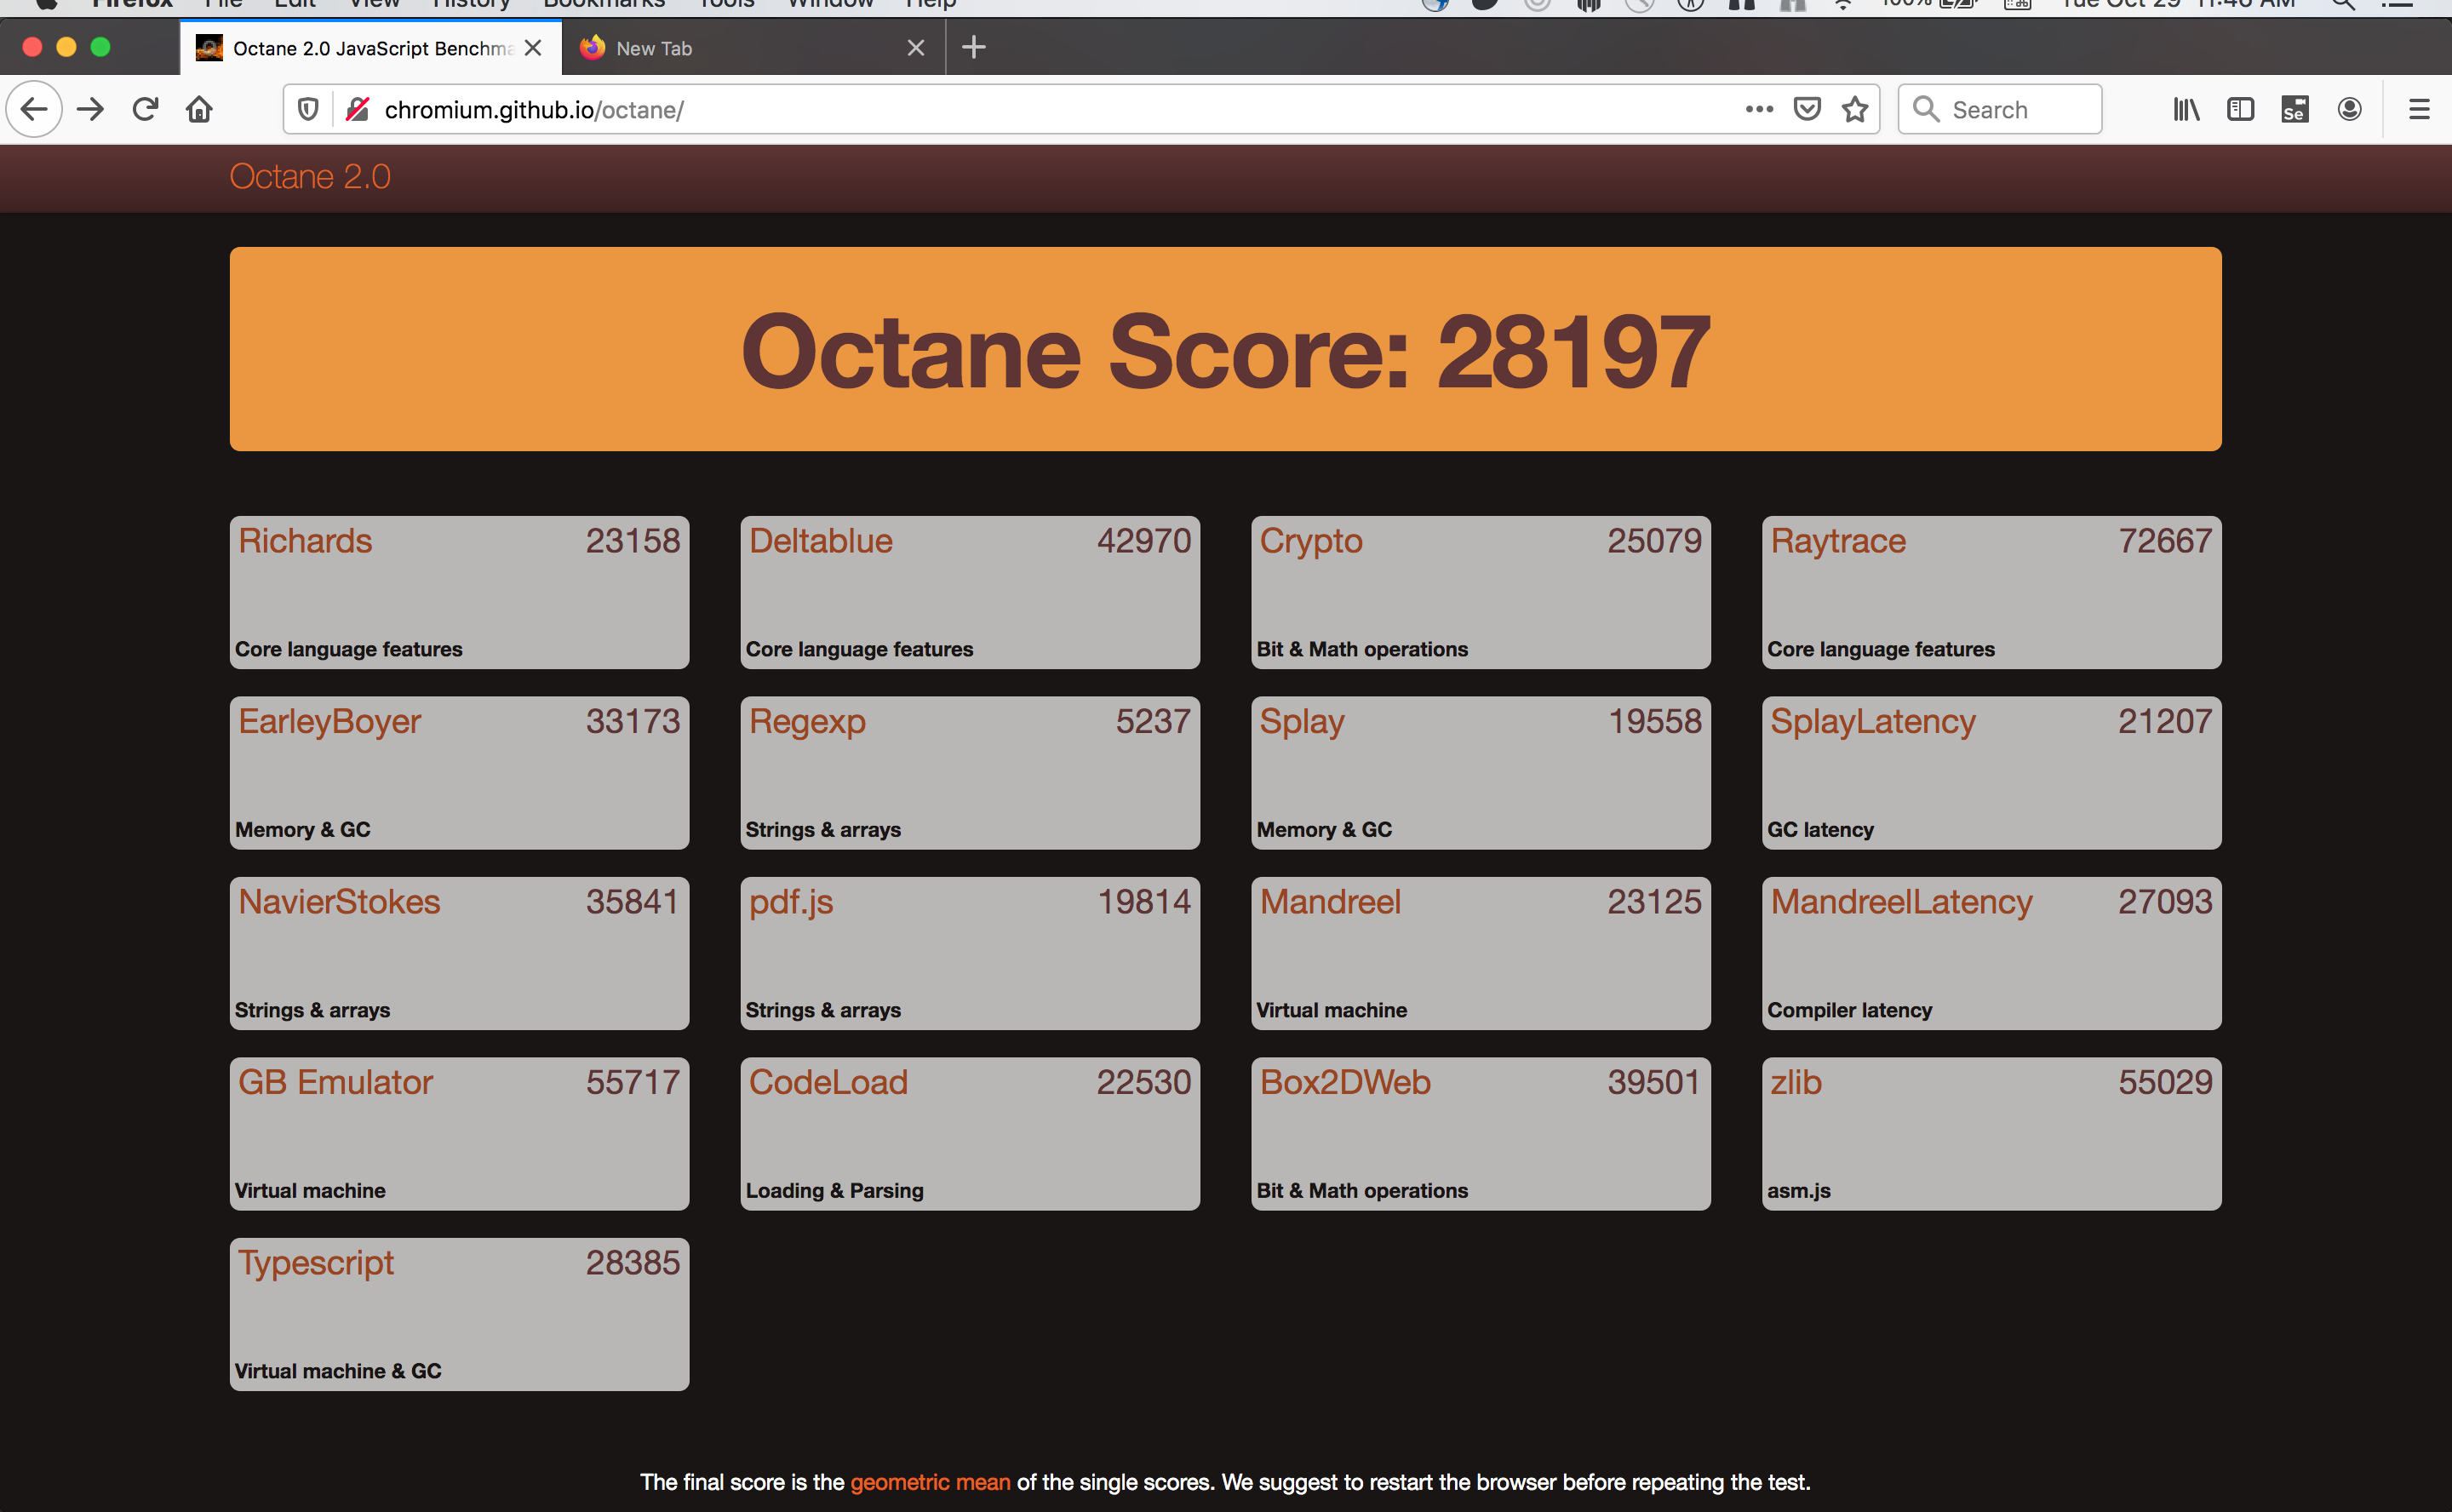 Firefox File Edit View History Bookmarks Tools Window Help 100% Tue Oct 29 11:46 AM
Octane 2.0 JavaScript Benchma New Tab
chromium.github.io/octane/ Search Se
Octane 2.0
Octane Score: 28197
Richards 23158 Deltablue 42970 Crypto 25079 Raytrace 72667
Core language features Core language features Bit & Math operations Core language features
EarleyBoyer 33173 Regexp 5237 Splay 19558 SplayLatency 21207
Memory & GC Strings & arrays Memory & GC GC latency
NavierStokes 35841 pdf.js 19814 Mandreel 23125 MandreelLatency 27093
Strings & arrays Strings & arrays Virtual machine Compiler latency
GB Emulator 55717 CodeLoad 22530 Box2DWeb 39501 zlib 55029
Virtual machine Loading & Parsing Bit & Math operations asm.js
Typescript 28385
Virtual machine & GC
The final score is the geometric mean of the single scores. We suggest to restart the browser before repeating the test.